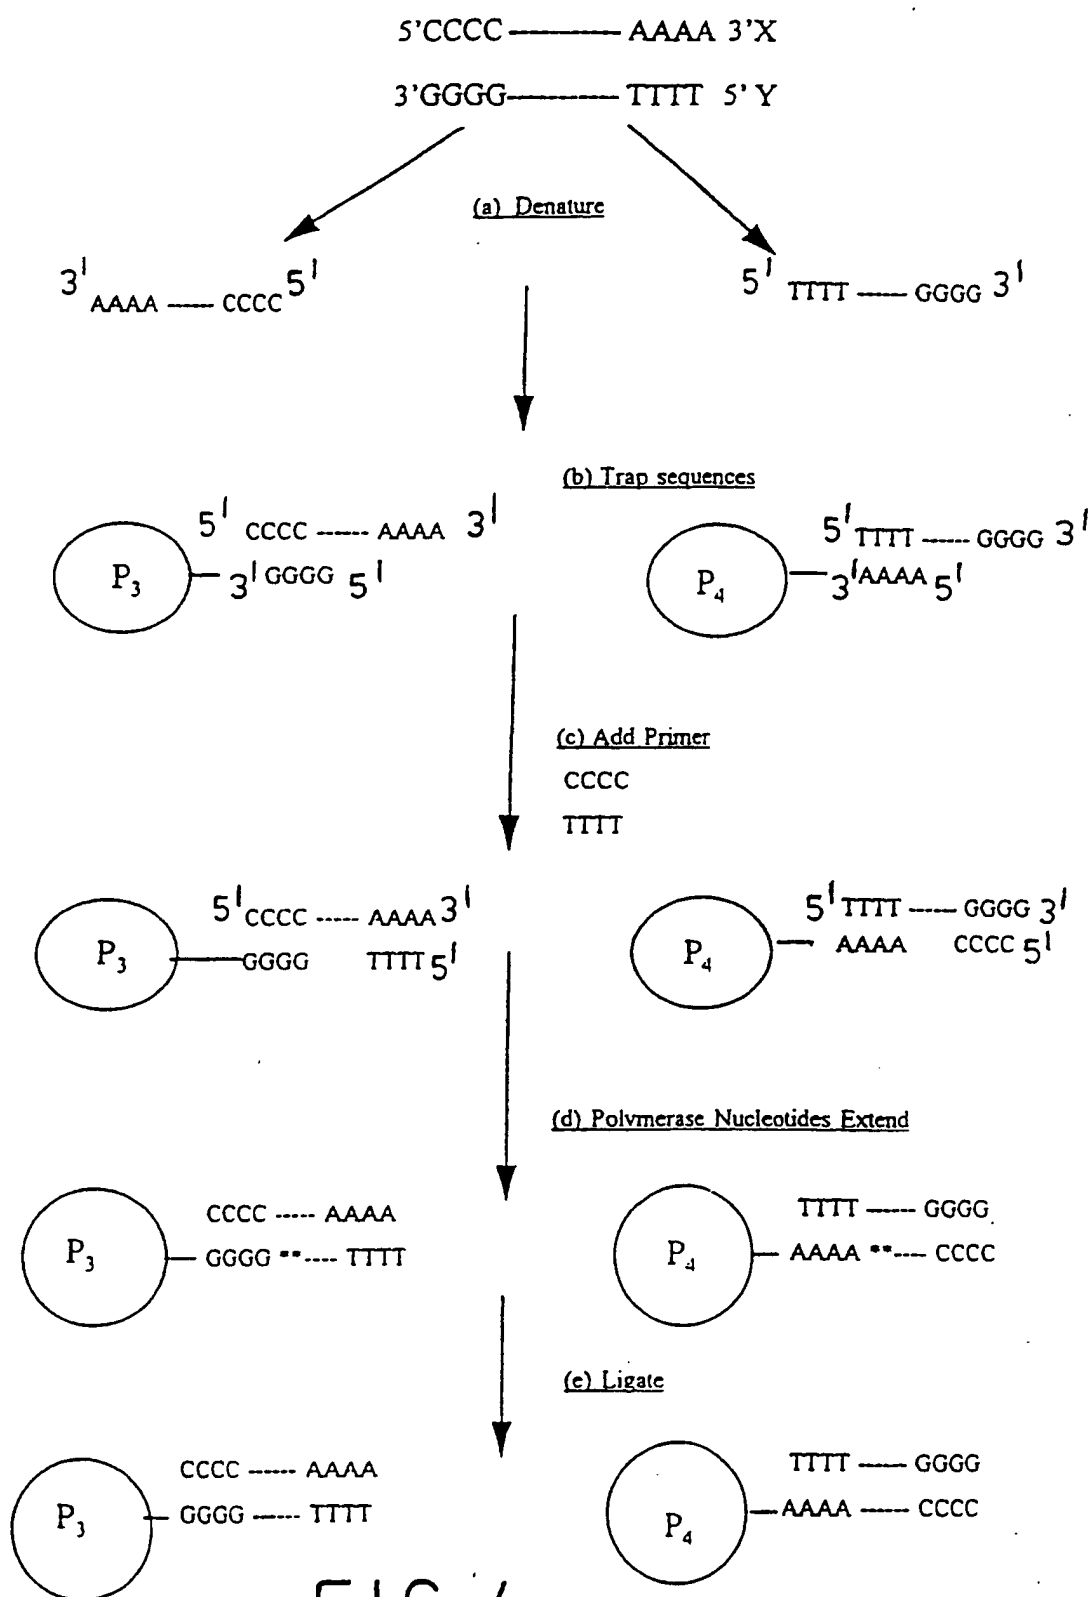 5'CCCC--------AAAA 3'X
3'GGGG--------TTTT 5' Y
(a) Denature
3' AAAA ---- CCCC 5'
5' TTTT ----- GGGG 3'
(b) Trap sequences
5' CCCC ------ AAAA 3'
5' TTTT ------ GGGG 3'
P3 3' GGGG 5'
P4 3' AAAA 5'
(c) Add Primer
CCCC
TTTT
5' CCCC ----- AAAA 3'
5' TTTT ----- GGGG 3'
P3 GGGG TTTT 5'
P4 AAAA CCCC 5'
(d) Polymerase Nucleotides Extend
CCCC ----- AAAA
TTTT ------ GGGG
P3 GGGG **---- TTTT
P4 AAAA **---- CCCC
(e) Ligate
CCCC ------ AAAA
TTTT ----- GGGG
P3 GGGG ------ TTTT
P4 AAAA ------ CCCC